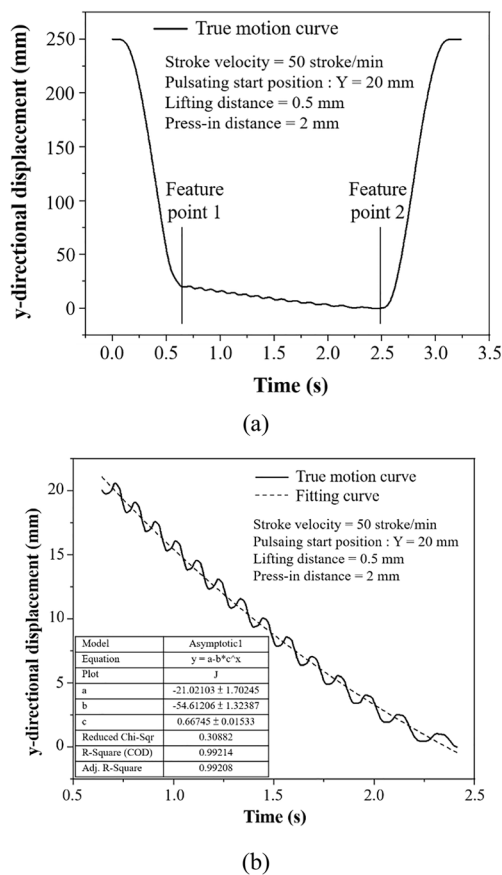 True motion curve
Stroke velocity = 50 stroke/min
Pulsating start position : Y = 20 mm
Lifting distance = 0.5 mm
Press-in distance = 2 mm
Feature point 1
Feature point 2
y-directional displacement (mm)
250
200
150
100
50
0
0.0 0.5 1.0 1.5 2.0 2.5 3.0 3.5
Time (s)
(a)
True motion curve
Fitting curve
Stroke velocity = 50 stroke/min
Pulsaing start position : Y = 20 mm
Lifting distance = 0.5 mm
Press-in distance = 2 mm
y-directional displacement (mm)
20
15
10
5
0
Model Asymptotic1
Equation y = a-b*c^x
Plot J
a -21.02103 ± 1.70245
b -54.61206 ± 1.32387
c 0.66745 ± 0.01533
Reduced Chi-Sqr 0.30882
R-Square (COD) 0.99214
Adj. R-Square 0.99208
0.5 1.0 1.5 2.0 2.5
Time (s)
(b)